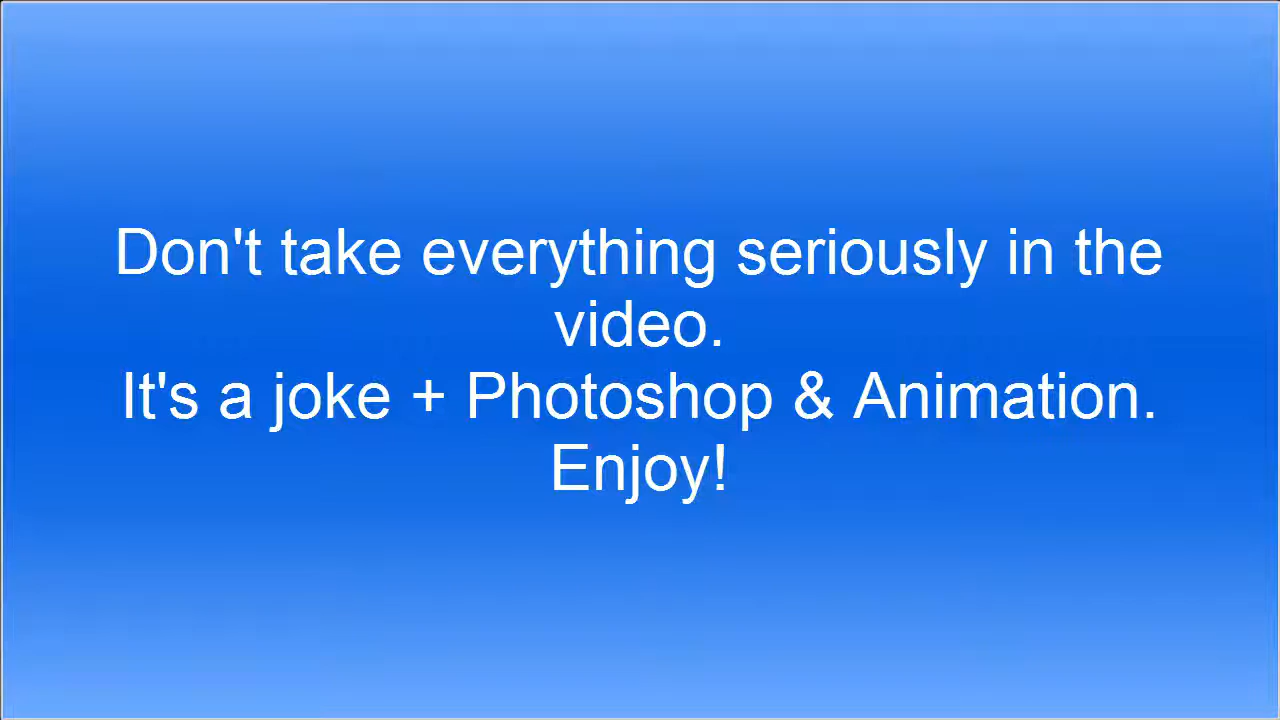 Don't take everything seriously in the
video.
It's a joke + Photoshop & Animation.
Enjoy!